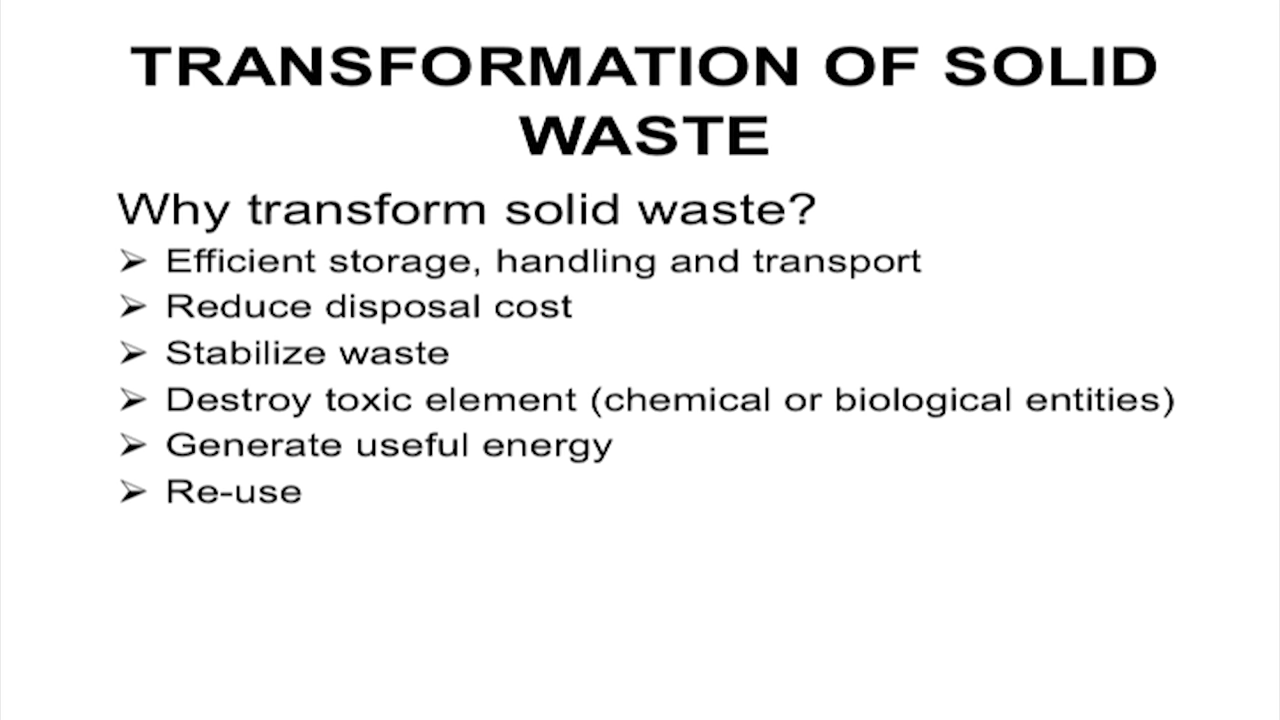 TRANSFORMATION OF SOLID
WASTE
Why transform solid waste?
➢ Efficient storage, handling and transport
➢ Reduce disposal cost
➢ Stabilize waste
➢ Destroy toxic element (chemical or biological entities)
➢ Generate useful energy
➢ Re-use